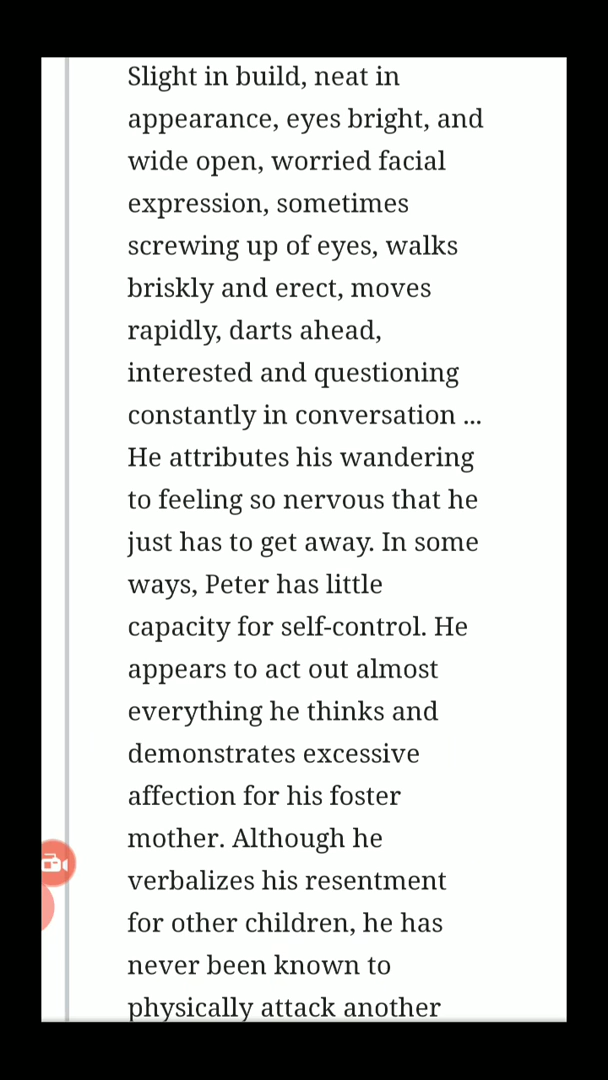 Slight in build, neat in
appearance, eyes bright, and
wide open, worried facial
expression, sometimes
screwing up of eyes, walks
briskly and erect, moves
rapidly, darts ahead,
interested and questioning
constantly in conversation ...
He attributes his wandering
to feeling so nervous that he
just has to get away. In some
ways, Peter has little
capacity for self-control. He
appears to act out almost
everything he thinks and
demonstrates excessive
affection for his foster
mother. Although he
verbalizes his resentment
for other children, he has
never been known to
physically attack another